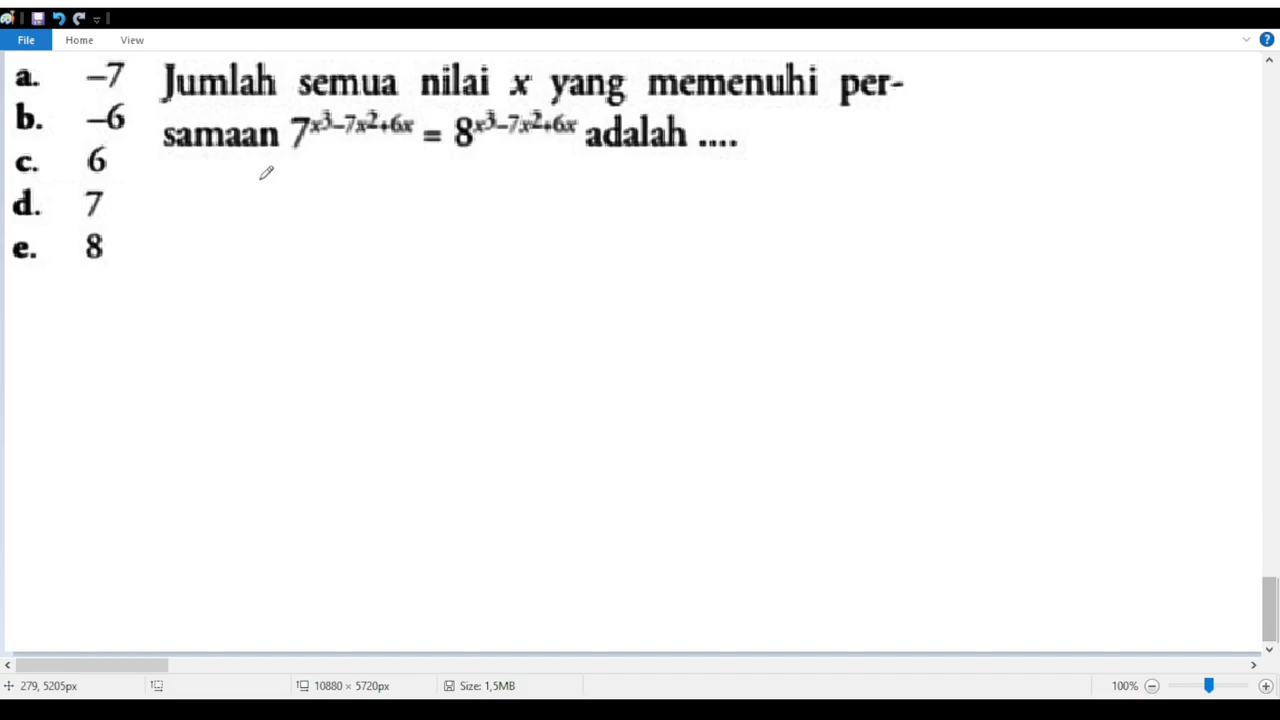 File Home View
a. –7
b. –6
c. 6
d. 7
e. 8
Jumlah semua nilai x yang memenuhi per-
samaan 7^{x³–7x²+6x} = 8^{x³–7x²+6x} adalah ....
279, 5205px 10880 × 5720px Size: 1,5MB 100%